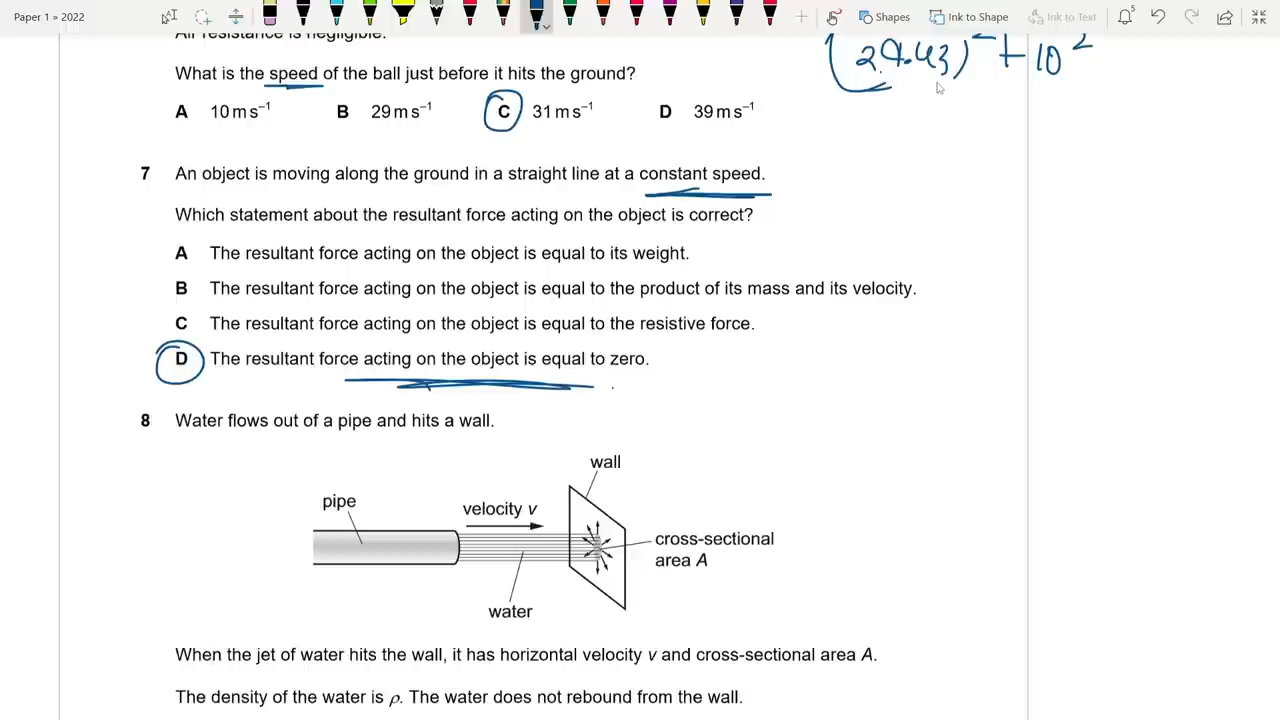 Paper 1 » 2022
Shapes
Ink to Shape
Ink to Text
5
Air resistance is negligible.
(29.43)² + 10²
What is the speed of the ball just before it hits the ground?
A 10 m s⁻¹ B 29 m s⁻¹ C 31 m s⁻¹ D 39 m s⁻¹
7 An object is moving along the ground in a straight line at a constant speed.
Which statement about the resultant force acting on the object is correct?
A The resultant force acting on the object is equal to its weight.
B The resultant force acting on the object is equal to the product of its mass and its velocity.
C The resultant force acting on the object is equal to the resistive force.
D The resultant force acting on the object is equal to zero.
8 Water flows out of a pipe and hits a wall.
wall
pipe
velocity v
cross-sectional
area A
water
When the jet of water hits the wall, it has horizontal velocity v and cross-sectional area A.
The density of the water is ρ. The water does not rebound from the wall.